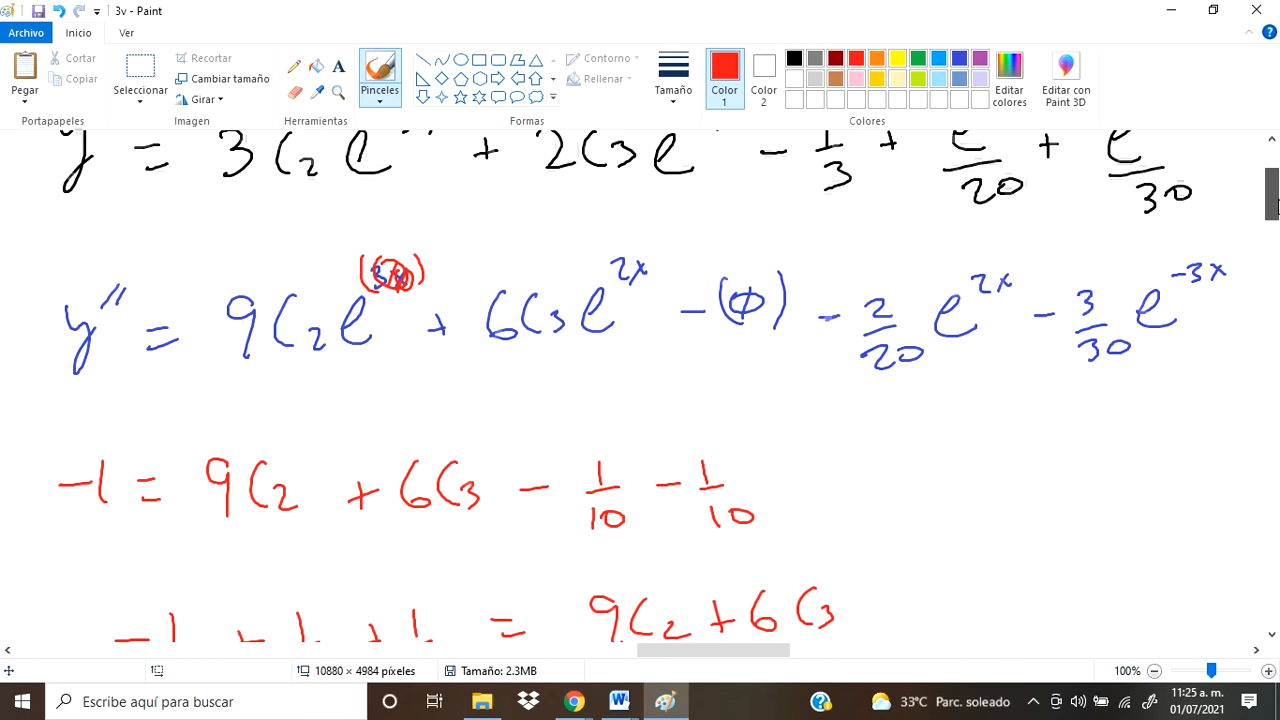 3v - Paint
Archivo Inicio Ver
Pegar
Cortar
Copiar
Portapapeles
Seleccionar
Recortar
Cambiar tamaño
Girar
Imagen
A
Herramientas
Pinceles
Contorno
Rellenar
Formas
Tamaño
Color 1
Color 2
Editar colores
Editar con Paint 3D
Colores
y = 3C₂e + 2C3e - 1/3 + e/20 + e/30
y'' = 9C₂e + 6C3e^2x - (φ) - 2/20 e^2x - 3/30 e^-3x
-1 = 9C2 + 6C3 - 1/10 - 1/10
= 9C2 + 6C3
10880 × 4984 píxeles
Tamaño: 2.3MB
100%
Escribe aquí para buscar
33°C Parc. soleado
11:25 a. m.
01/07/2021